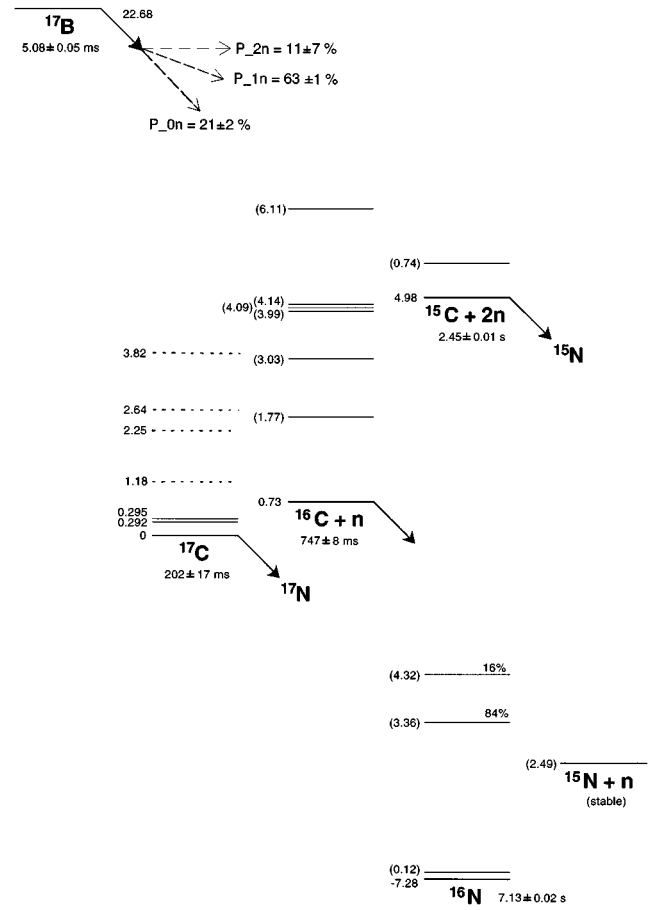 17B
22.68
5.08±0.05 ms
P_2n = 11±7 %
P_1n = 63 ±1 %
P_0n = 21±2 %
(6.11)
(0.74)
(4.14)
(4.09)
(3.99)
4.98
15C + 2n
2.45±0.01 s
15N
3.82
(3.03)
2.64
(1.77)
2.25
1.18
0.73
16C + n
747±8 ms
0.295
0.292
0
17C
202±17 ms
17N
(4.32)
16%
(3.36)
84%
(2.49)
15N + n
(stable)
(0.12)
-7.28
16N
7.13±0.02 s